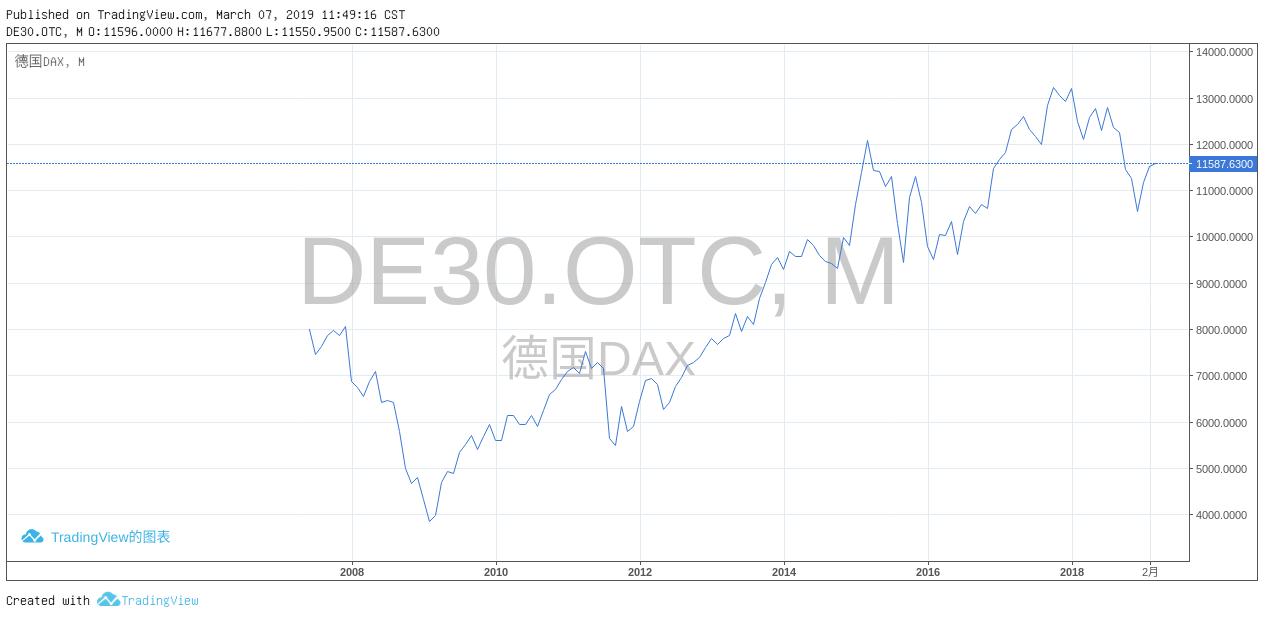 Published on TradingView.com, March 07, 2019 11:49:16 CST
DE30.OTC, M O:11596.0000 H:11677.8800 L:11550.9500 C:11587.6300
德国DAX, M
14000.0000
13000.0000
12000.0000
11587.6300
11000.0000
10000.0000
9000.0000
8000.0000
7000.0000
6000.0000
5000.0000
4000.0000
DE30.OTC, M
德国DAX
TradingView的图表
2008 2010 2012 2014 2016 2018 2月
Created with TradingView